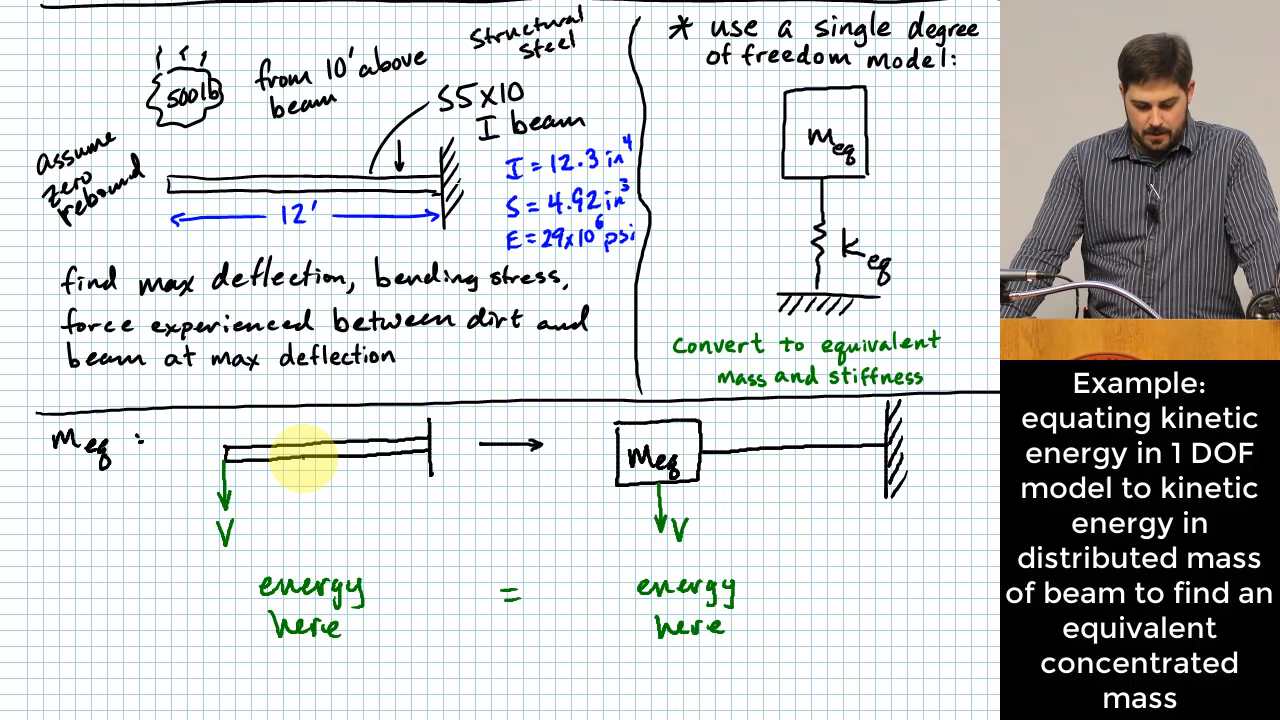 structural
steel
500 lb
from 10' above
beam
S5x10
I beam
assume
zero
rebound
12'
I = 12.3 in⁴
S = 4.92 in³
E = 29x10⁶ psi
find max deflection, bending stress,
force experienced between dirt and
beam at max deflection
* use a single degree
of freedom model:
meq
keq
Convert to equivalent
mass and stiffness
meq :
V
meq
V
energy
here
=
energy
here
Example:
equating kinetic
energy in 1 DOF
model to kinetic
energy in
distributed mass
of beam to find an
equivalent
concentrated
mass